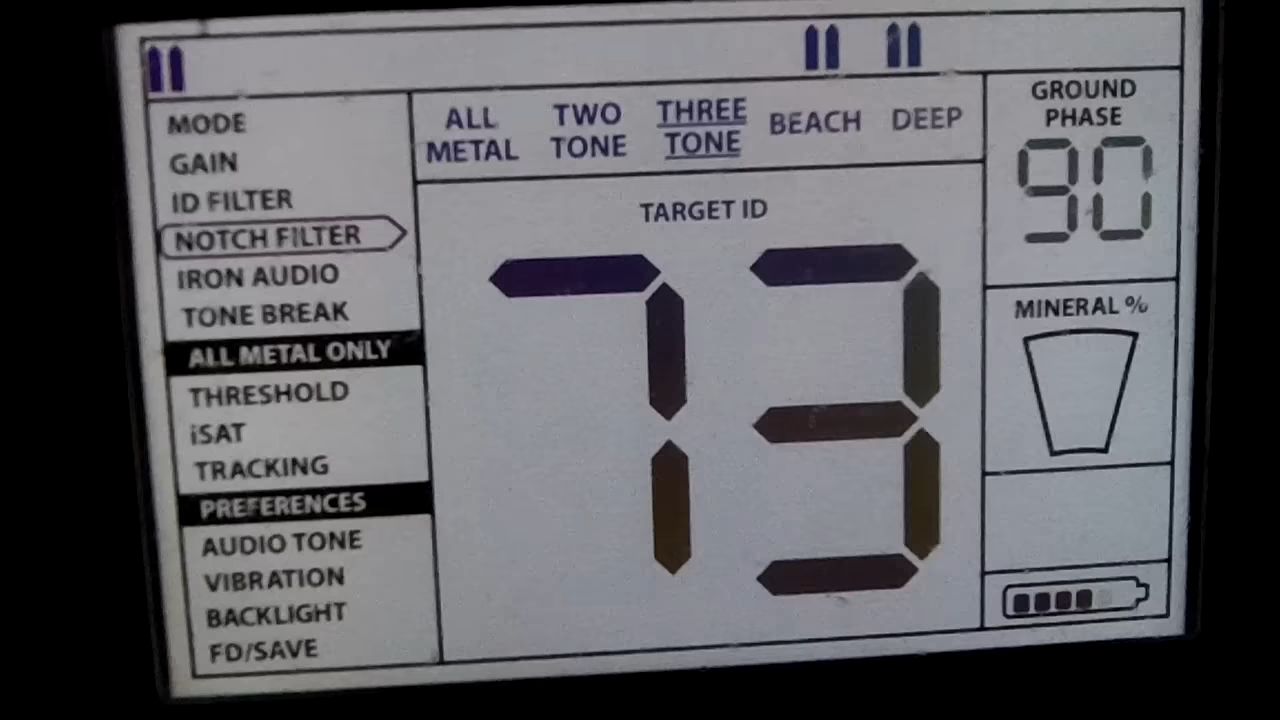 MODE
GAIN
ID FILTER
NOTCH FILTER
IRON AUDIO
TONE BREAK
ALL METAL ONLY
THRESHOLD
iSAT
TRACKING
PREFERENCES
AUDIO TONE
VIBRATION
BACKLIGHT
FD/SAVE
ALL METAL
TWO TONE
THREE TONE
BEACH
DEEP
TARGET ID
73
GROUND
PHASE
90
MINERAL %